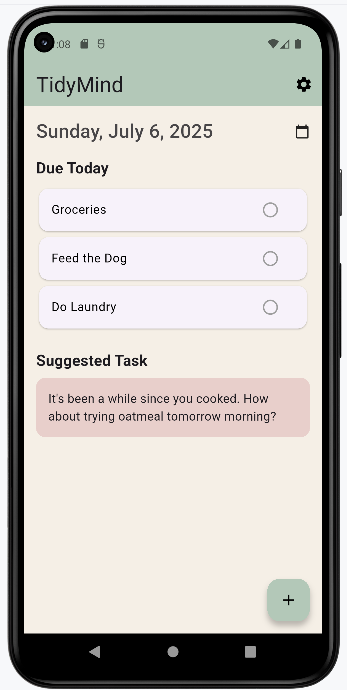 :08
TidyMind
Sunday, July 6, 2025
Due Today
Groceries
Feed the Dog
Do Laundry
Suggested Task
It's been a while since you cooked. How
about trying oatmeal tomorrow morning?
+